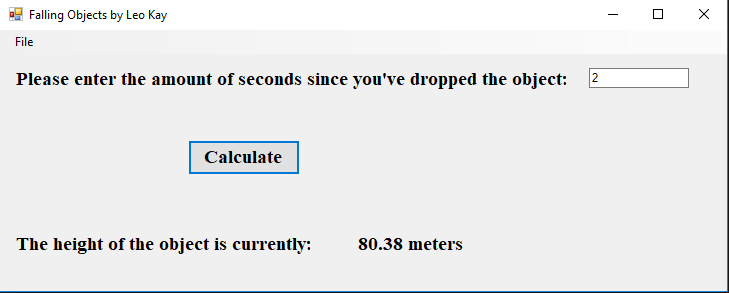 Falling Objects by Leo Kay
File
Please enter the amount of seconds since you've dropped the object: 2
Calculate
The height of the object is currently: 80.38 meters